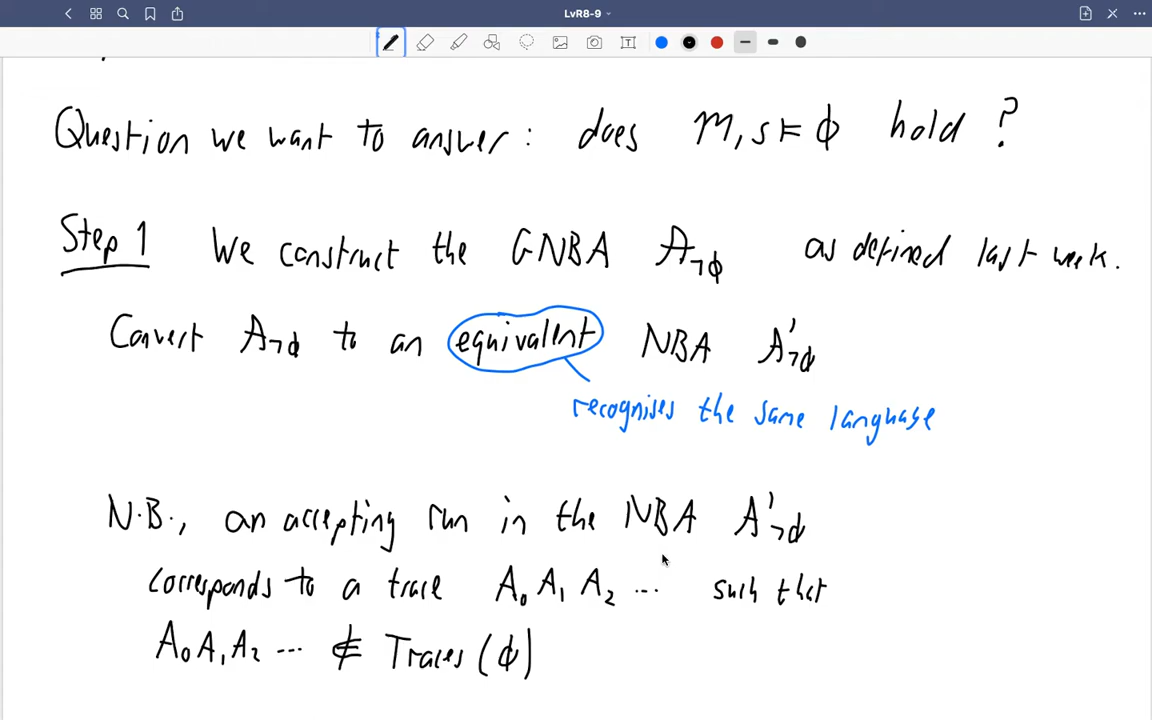 LvR8-9
Question we want to answer: does M, s ⊨ ϕ hold ?
Step 1 We construct the GNBA A¬ϕ as defined last week.
Convert A¬ϕ to an equivalent NBA A'¬ϕ
recognises the same language
N.B., an accepting run in the NBA A'¬ϕ
corresponds to a trace A₀ A₁ A₂ ... such that
A₀ A₁ A₂ ... ∉ Traces (ϕ)